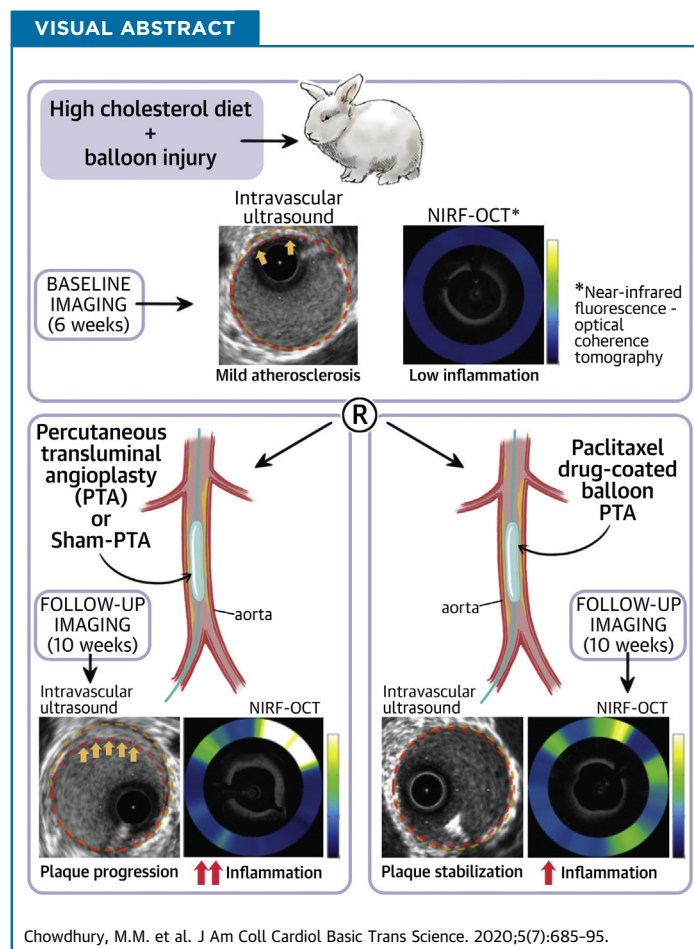 VISUAL ABSTRACT
High cholesterol diet
+
balloon injury
Intravascular
ultrasound
NIRF-OCT*
BASELINE
IMAGING
(6 weeks)
*Near-infrared
fluorescence -
optical
coherence
tomography
Mild atherosclerosis
Low inflammation
R
Percutaneous
transluminal
angioplasty
(PTA)
or
Sham-PTA
FOLLOW-UP
IMAGING
(10 weeks)
aorta
Intravascular
ultrasound
NIRF-OCT
Plaque progression
Inflammation
Paclitaxel
drug-coated
balloon
PTA
aorta
FOLLOW-UP
IMAGING
(10 weeks)
Intravascular
ultrasound
NIRF-OCT
Plaque stabilization
Inflammation
Chowdhury, M.M. et al. J Am Coll Cardiol Basic Trans Science. 2020;5(7):685–95.